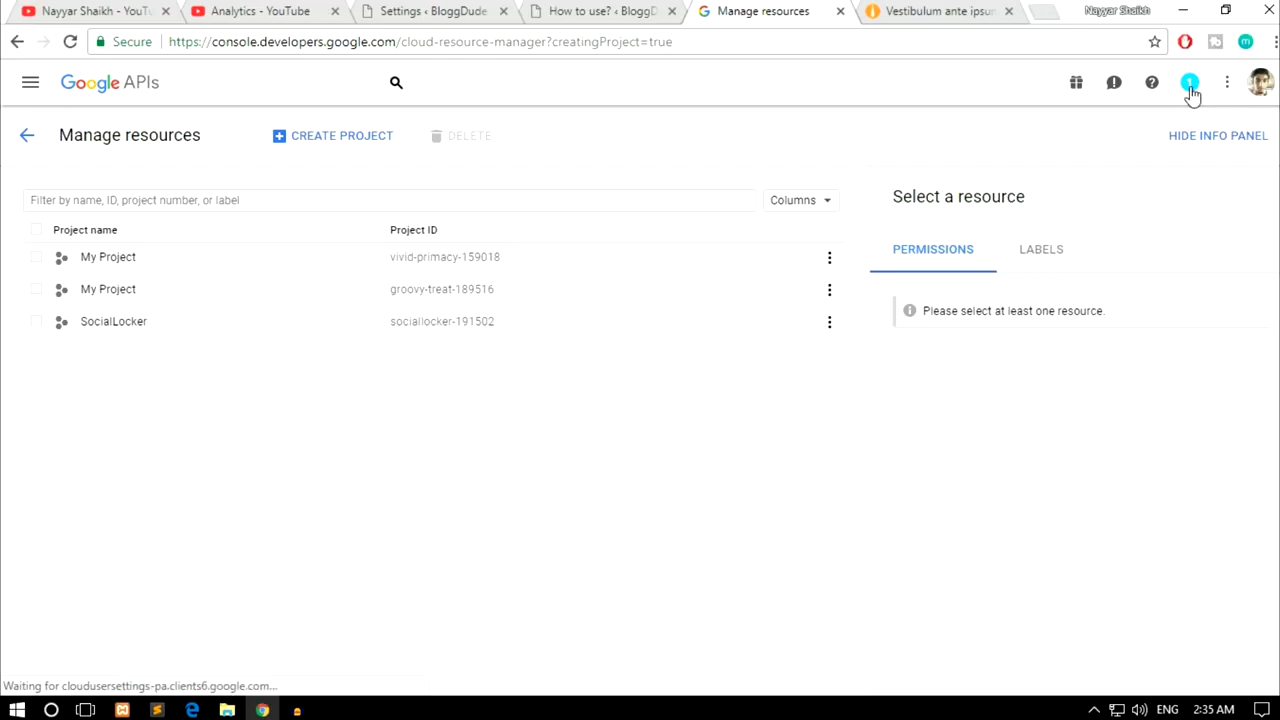 Nayyar Shaikh - YouTu
Analytics - YouTube
Settings ‹ BloggDude
How to use? ‹ BloggD
Manage resources
Vestibulum ante ipsum
Nayyar Shaikh
Secure
https://console.developers.google.com/cloud-resource-manager?creatingProject=true
m
Google APIs
1
Manage resources
CREATE PROJECT
DELETE
HIDE INFO PANEL
Filter by name, ID, project number, or label
Columns
Select a resource
Project name
Project ID
PERMISSIONS
LABELS
My Project
vivid-primacy-159018
My Project
groovy-treat-189516
Please select at least one resource.
SocialLocker
sociallocker-191502
Waiting for cloudusersettings-pa.clients6.google.com...
ENG
2:35 AM